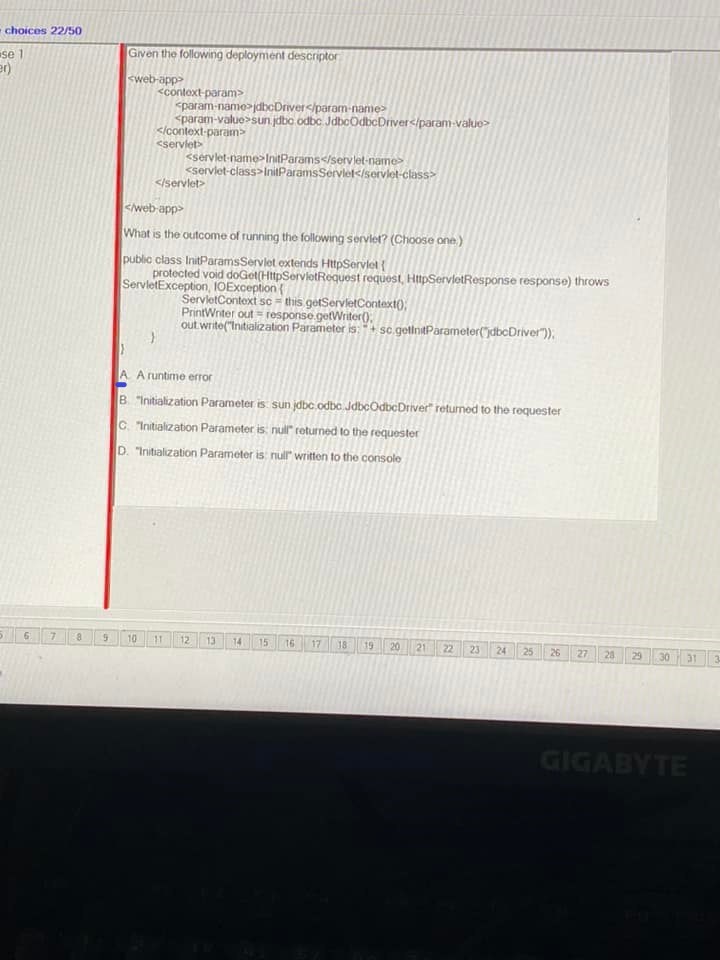 choices 22/50
se 1
er)
Given the following deployment descriptor:
<web-app>
<context-param>
<param-name>jdbcDriver</param-name>
<param-value>sun.jdbc.odbc.JdbcOdbcDriver</param-value>
</context-param>
<servlet>
<servlet-name>InitParams</servlet-name>
<servlet-class>InitParamsServlet</servlet-class>
</servlet>
...
</web-app>
What is the outcome of running the following servlet? (Choose one.)
public class InitParamsServlet extends HttpServlet {
protected void doGet(HttpServletRequest request, HttpServletResponse response) throws
ServletException, IOException {
ServletContext sc = this.getServletContext();
PrintWriter out = response.getWriter();
out.write("Initialization Parameter is: " + sc.getInitParameter("jdbcDriver"));
}
}
A. A runtime error
B. "Initialization Parameter is: sun.jdbc.odbc.JdbcOdbcDriver" returned to the requester
C. "Initialization Parameter is: null" returned to the requester
D. "Initialization Parameter is: null" written to the console
6 7 8 9 10 11 12 13 14 15 16 17 18 19 20 21 22 23 24 25 26 27 28 29 30 31
GIGABYTE